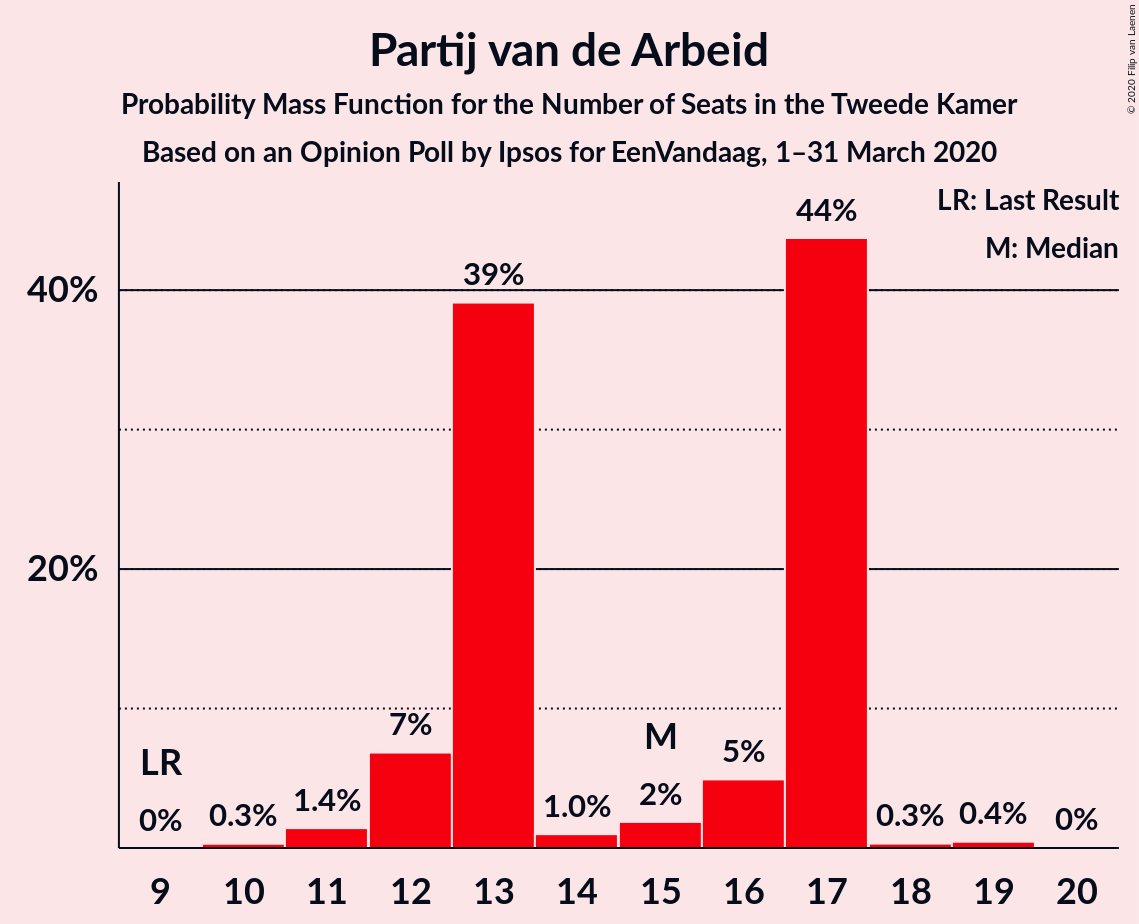 Partij van de Arbeid
Probability Mass Function for the Number of Seats in the Tweede Kamer
Based on an Opinion Poll by Ipsos for EenVandaag, 1–31 March 2020
© 2020 Filip van Laenen
LR: Last Result
M: Median
44%
39%
40%
20%
7%
M
5%
LR
2%
1.4%
1.0%
0.3%
0%
0.3%
0.4%
0%
9 10 11 12 13 14 15 16 17 18 19 20